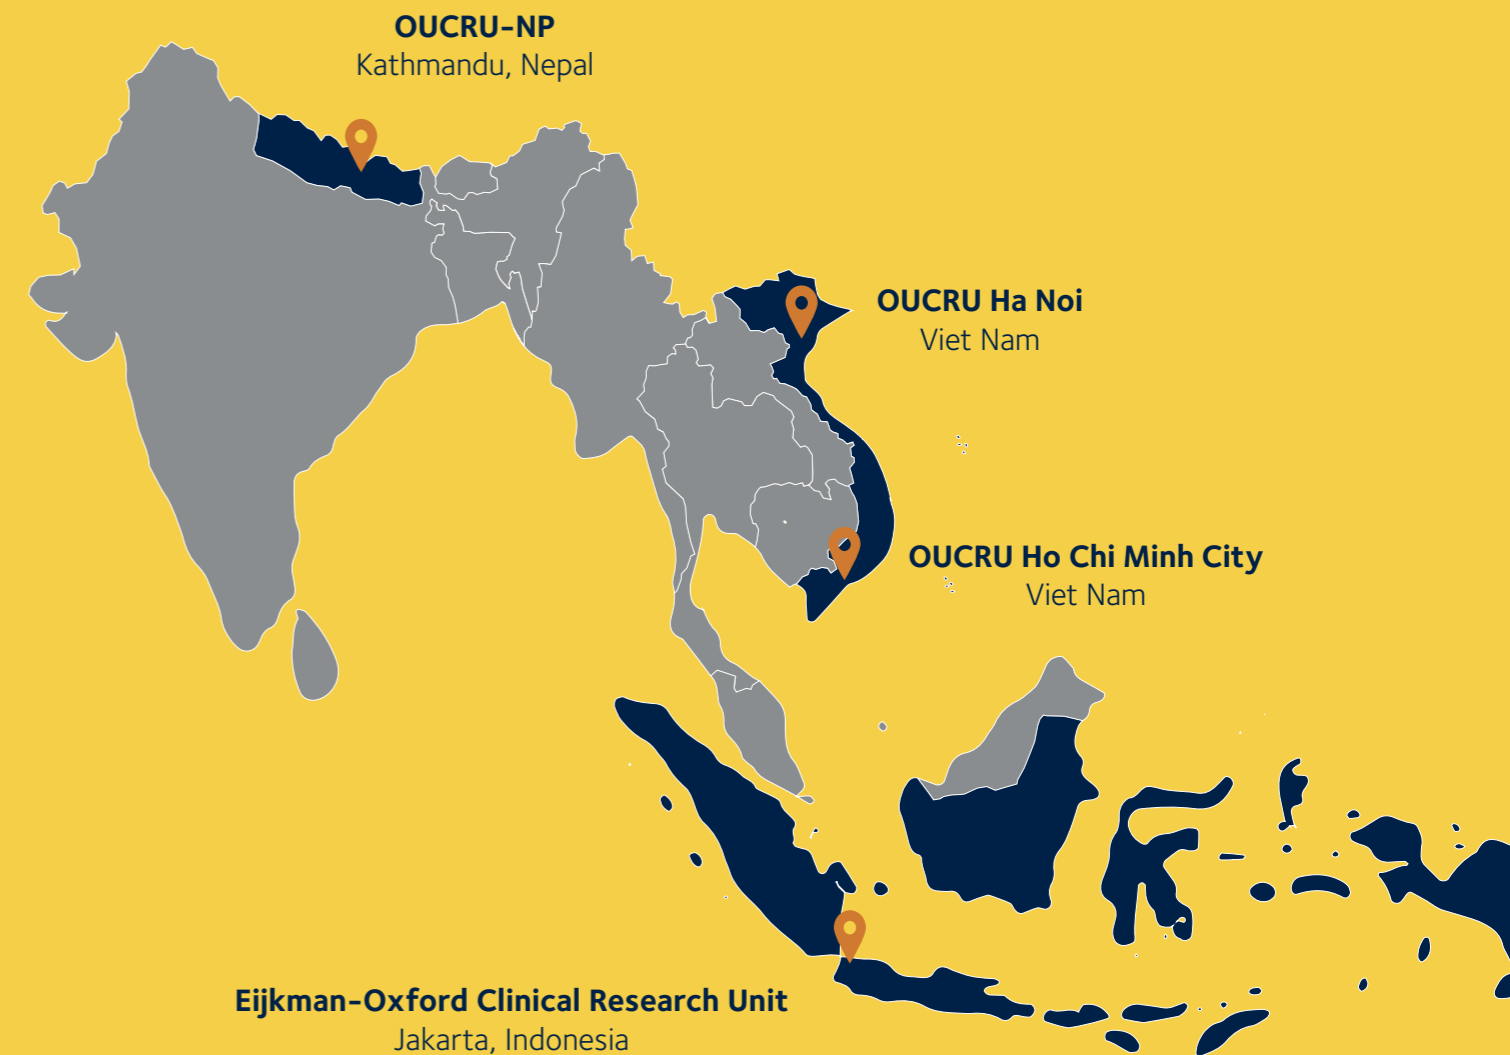 OUCRU-NP
Kathmandu, Nepal
OUCRU Ha Noi
Viet Nam
OUCRU Ho Chi Minh City
Viet Nam
Eijkman-Oxford Clinical Research Unit
Jakarta, Indonesia